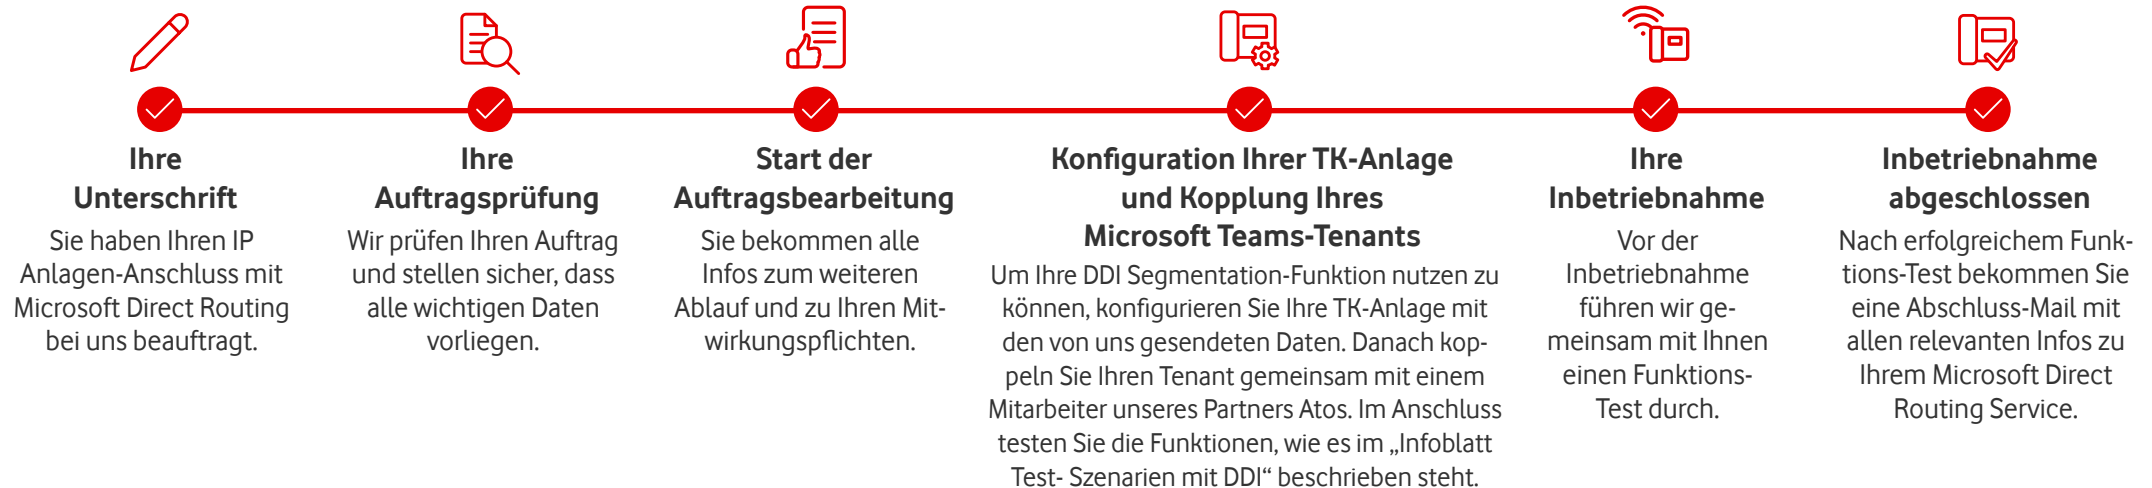 Ihre
Unterschrift
Sie haben Ihren IP
Anlagen-Anschluss mit
Microsoft Direct Routing
bei uns beauftragt.
Ihre
Auftragsprüfung
Wir prüfen Ihren Auftrag
und stellen sicher, dass
alle wichtigen Daten
vorliegen.
Start der
Auftragsbearbeitung
Sie bekommen alle
Infos zum weiteren
Ablauf und zu Ihren Mit-
wirkungspflichten.
Konfiguration Ihrer TK-Anlage
und Kopplung Ihres
Microsoft Teams-Tenants
Um Ihre DDI Segmentation-Funktion nutzen zu
können, konfigurieren Sie Ihre TK-Anlage mit
den von uns gesendeten Daten. Danach kop-
peln Sie Ihren Tenant gemeinsam mit einem
Mitarbeiter unseres Partners Atos. Im Anschluss
testen Sie die Funktionen, wie es im „Infoblatt
Test- Szenarien mit DDI“ beschrieben steht.
Ihre
Inbetriebnahme
Vor der
Inbetriebnahme
führen wir ge-
meinsam mit Ihnen
einen Funktions-
Test durch.
Inbetriebnahme
abgeschlossen
Nach erfolgreichem Funk-
tions-Test bekommen Sie
eine Abschluss-Mail mit
allen relevanten Infos zu
Ihrem Microsoft Direct
Routing Service.